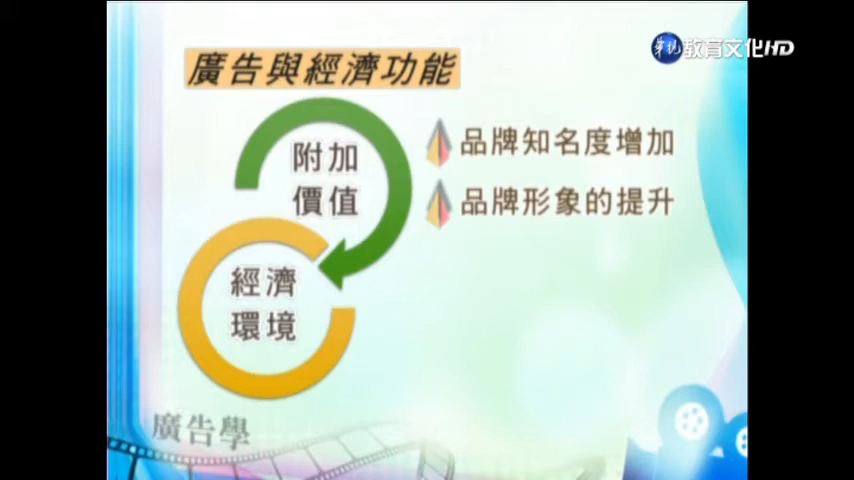 華視教育文化HD
廣告與經濟功能
附加
價值
品牌知名度增加
品牌形象的提升
經濟
環境
廣告學